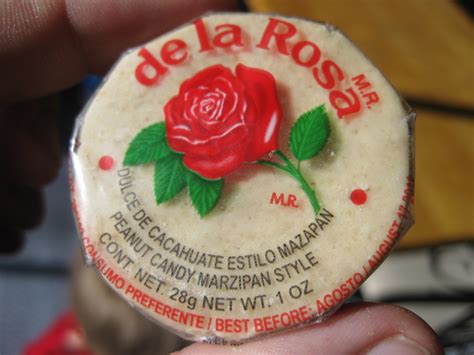 de la Rosa
M.R.
M.R.
DULCE DE CACAHUATE ESTILO MAZAPAN
PEANUT CANDY MARZIPAN STYLE
CONT. NET. 28g NET WT. 1 OZ
CONSUMO PREFERENTE / BEST BEFORE: AGOSTO, AUGUST